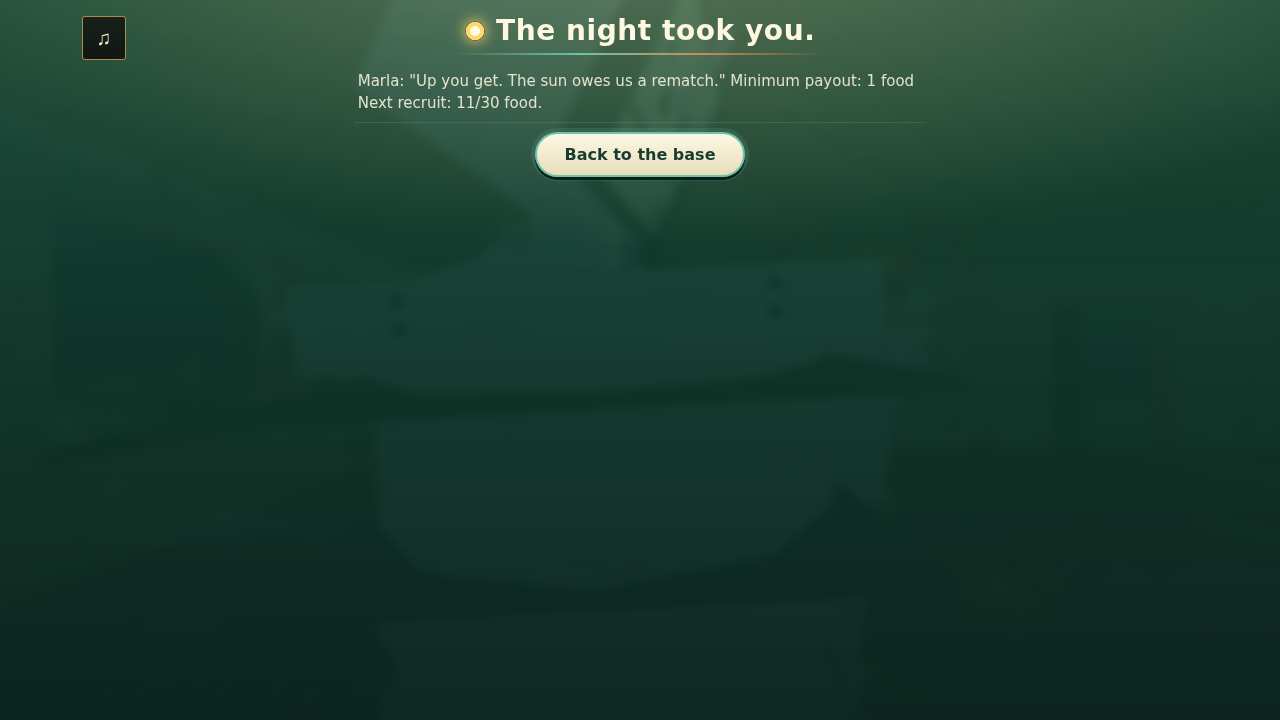 The night took you.
Marla: "Up you get. The sun owes us a rematch." Minimum payout: 1 food
Next recruit: 11/30 food.
Back to the base